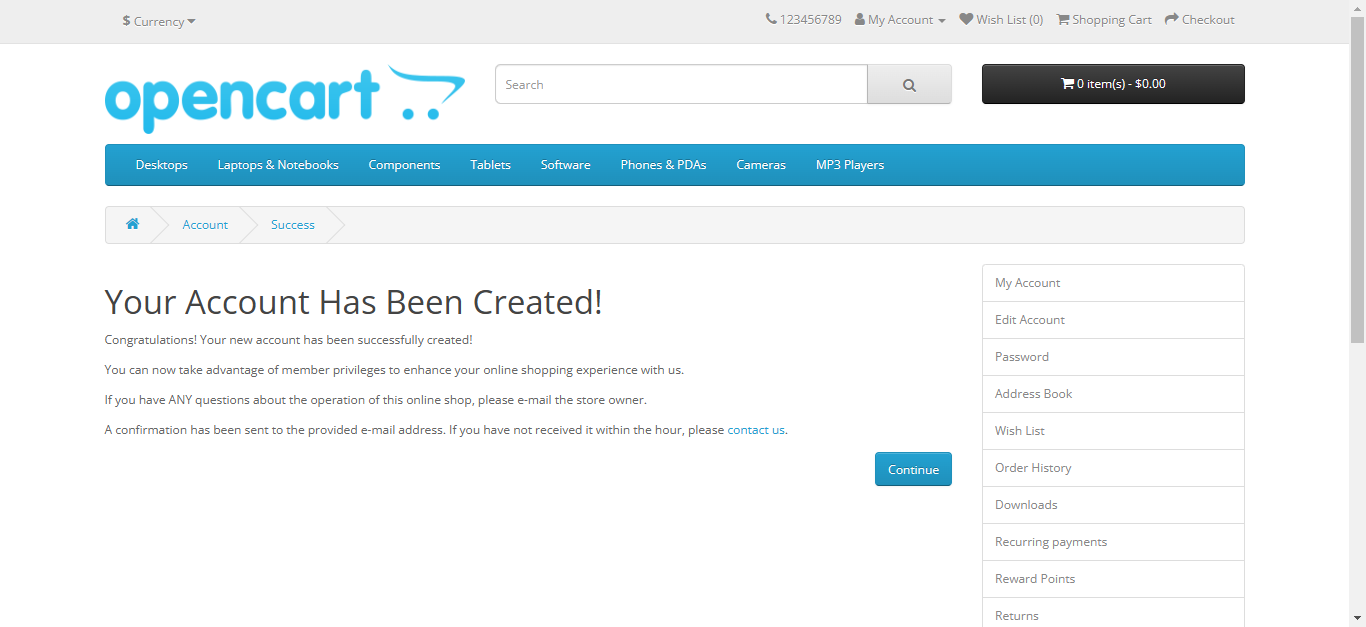 $ Currency
123456789 My Account Wish List (0) Shopping Cart Checkout
opencart
Search
0 item(s) - $0.00
Desktops Laptops & Notebooks Components Tablets Software Phones & PDAs Cameras MP3 Players
Account Success
Your Account Has Been Created!
Congratulations! Your new account has been successfully created!
You can now take advantage of member privileges to enhance your online shopping experience with us.
If you have ANY questions about the operation of this online shop, please e-mail the store owner.
A confirmation has been sent to the provided e-mail address. If you have not received it within the hour, please contact us.
Continue
My Account
Edit Account
Password
Address Book
Wish List
Order History
Downloads
Recurring payments
Reward Points
Returns